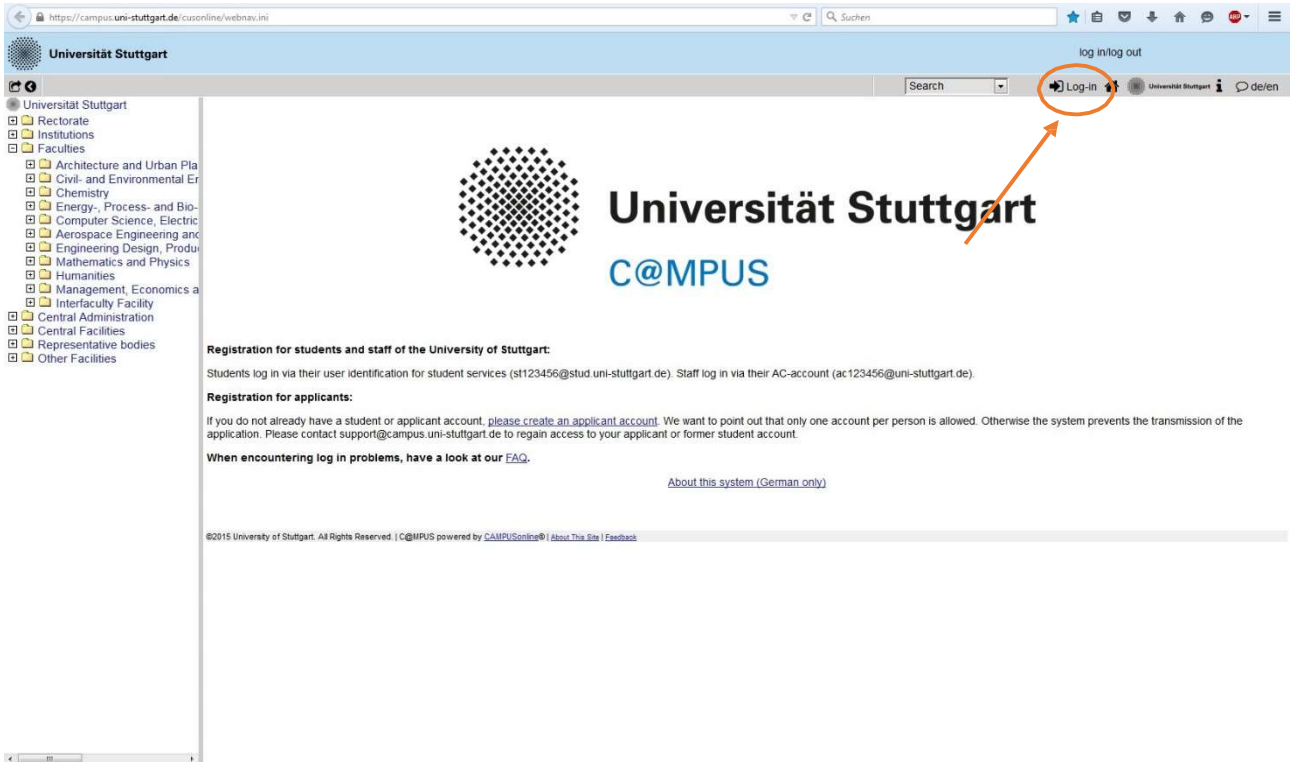 https://campus.uni-stuttgart.de/cusonline/webnav.ini
Suchen
ABP
Universität Stuttgart
log in/log out
Search
Log-in
Universität Stuttgart
de/en
Universität Stuttgart
Rectorate
Institutions
Faculties
Architecture and Urban Pla
Civil- and Environmental Er
Chemistry
Energy-, Process- and Bio-
Computer Science, Electric
Aerospace Engineering and
Engineering Design, Produ
Mathematics and Physics
Humanities
Management, Economics a
Interfaculty Facility
Central Administration
Central Facilities
Representative bodies
Other Facilities
Universität Stuttgart
C@MPUS
Registration for students and staff of the University of Stuttgart:
Students log in via their user identification for student services (st123456@stud.uni-stuttgart.de). Staff log in via their AC-account (ac123456@uni-stuttgart.de).
Registration for applicants:
If you do not already have a student or applicant account, please create an applicant account. We want to point out that only one account per person is allowed. Otherwise the system prevents the transmission of the
application. Please contact support@campus.uni-stuttgart.de to regain access to your applicant or former student account.
When encountering log in problems, have a look at our FAQ.
About this system (German only)
©2015 University of Stuttgart. All Rights Reserved. | C@MPUS powered by CAMPUSonline® | About This Site | Feedback